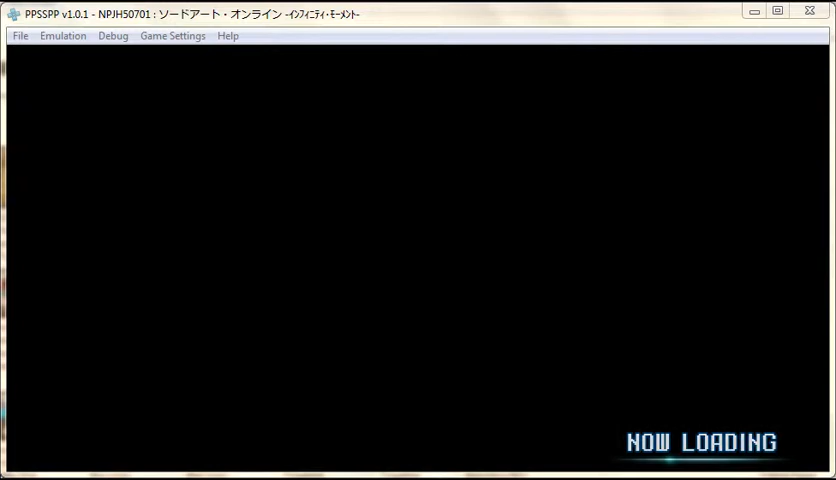 PPSSPP v1.0.1 - NPJH50701 : ソードアート・オンライン -ｲﾝﾌｨﾆﾃｨ･ﾓｰﾒﾝﾄ-
File Emulation Debug Game Settings Help
NOW LOADING